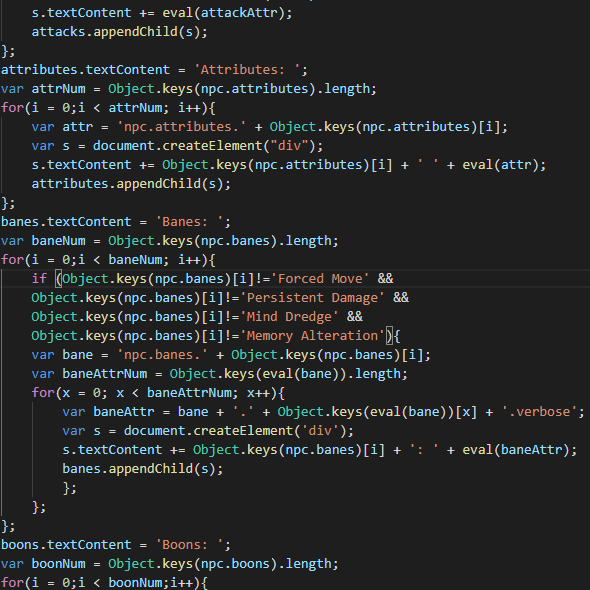 s.textContent += eval(attackAttr);
    attacks.appendChild(s);
};
attributes.textContent = 'Attributes: ';
var attrNum = Object.keys(npc.attributes).length;
for(i = 0;i < attrNum; i++){
    var attr = 'npc.attributes.' + Object.keys(npc.attributes)[i];
    var s = document.createElement("div");
    s.textContent += Object.keys(npc.attributes)[i] + ' ' + eval(attr);
    attributes.appendChild(s);
};
banes.textContent = 'Banes: ';
var baneNum = Object.keys(npc.banes).length;
for(i = 0;i < baneNum; i++){
    if (Object.keys(npc.banes)[i]!='Forced Move' &&
    Object.keys(npc.banes)[i]!='Persistent Damage' &&
    Object.keys(npc.banes)[i]!='Mind Dredge' &&
    Object.keys(npc.banes)[i]!='Memory Alteration'){
    var bane = 'npc.banes.' + Object.keys(npc.banes)[i];
    var baneAttrNum = Object.keys(eval(bane)).length;
    for(x = 0; x < baneAttrNum; x++){
        var baneAttr = bane + '.' + Object.keys(eval(bane))[x] + '.verbose';
        var s = document.createElement('div');
        s.textContent += Object.keys(npc.banes)[i] + ': ' + eval(baneAttr);
        banes.appendChild(s);
        };
    };
};
boons.textContent = 'Boons: ';
var boonNum = Object.keys(npc.boons).length;
for(i = 0;i < boonNum;i++){